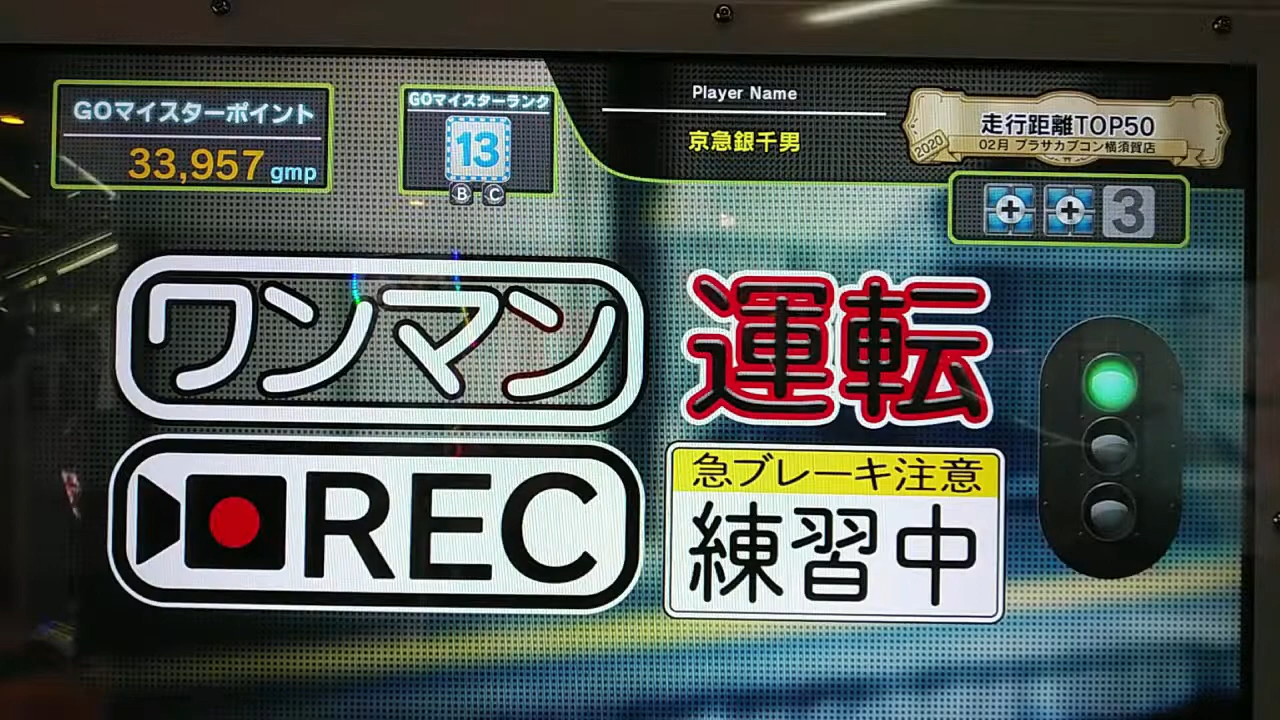 GOマイスターポイント
33,957 gmp
GOマイスターランク
13
B C
Player Name
京急銀千男
走行距離TOP50
2020
02月 プラサカプコン横須賀店
3
ワンマン
運転
REC
急ブレーキ注意
練習中